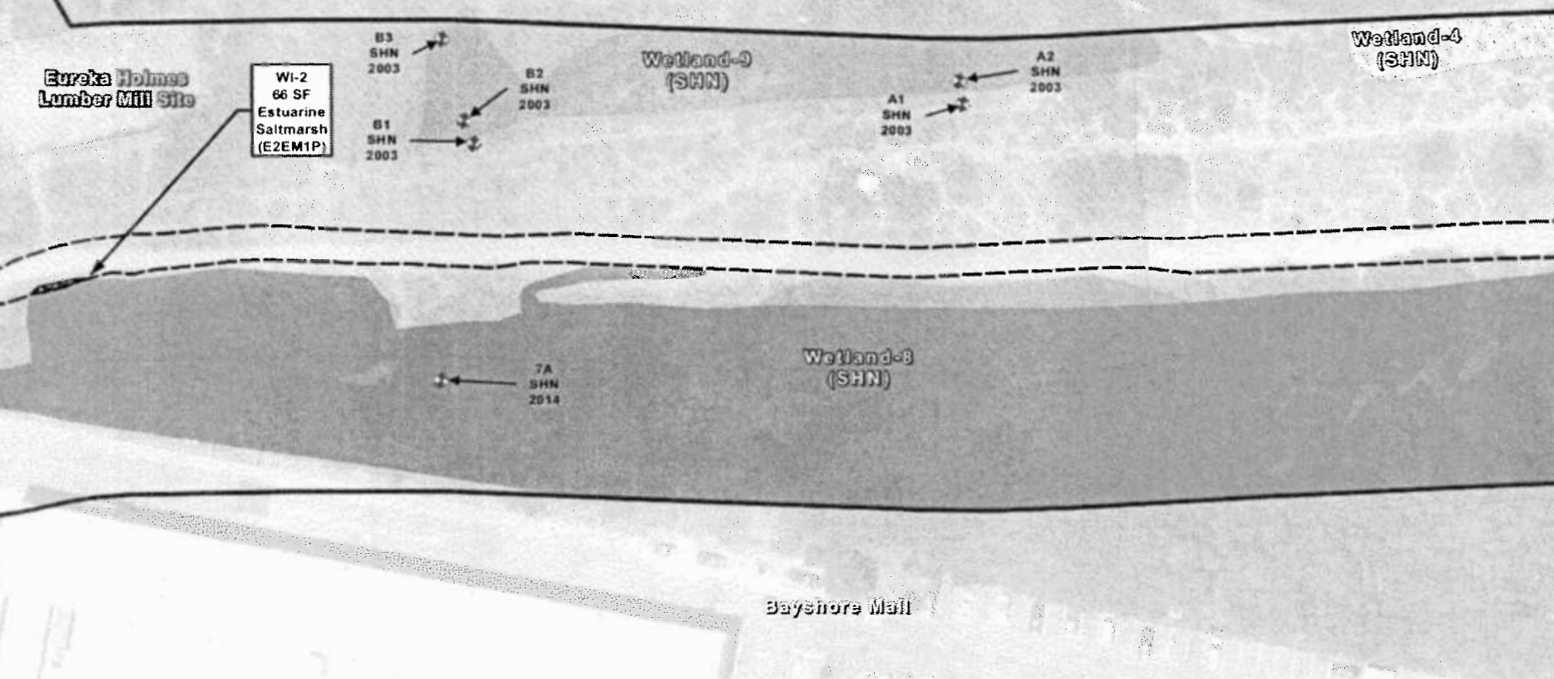 B3
SHN
2003
Wetland-9
(SHN)
A2
SHN
2003
Wetland-4
(SHN)
Eureka Holmes
Lumber Mill Site
WI-2
66 SF
Estuarine
Saltmarsh
(E2EM1P)
B2
SHN
2003
A1
SHN
2003
B1
SHN
2003
Wetland-8
(SHN)
7A
SHN
2014
Bayshore Mall